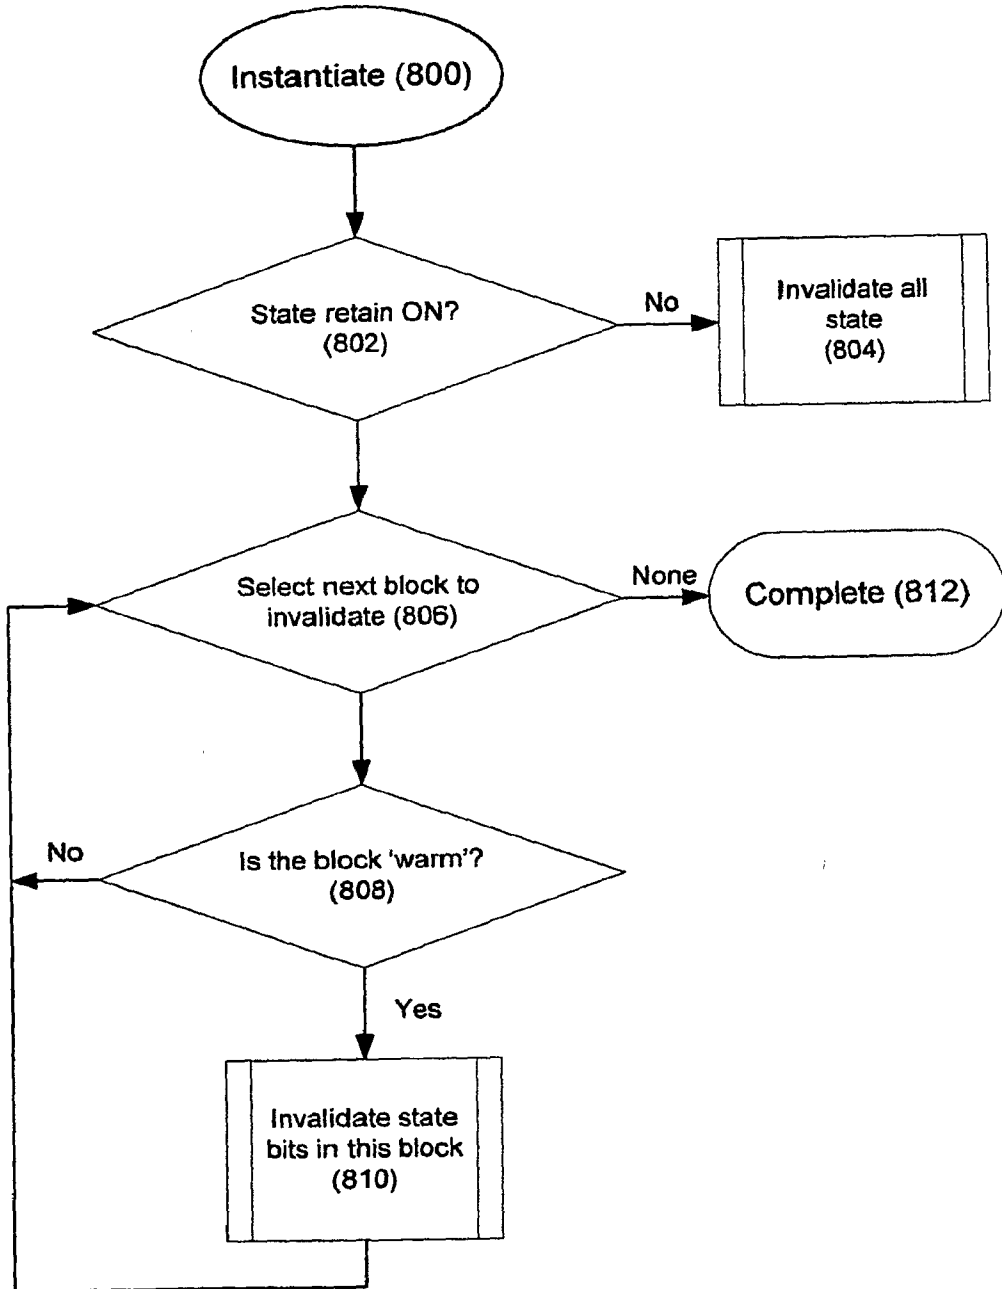 Instantiate (800)
State retain ON?
(802)
No
Invalidate all
state
(804)
Select next block to
invalidate (806)
None
Complete (812)
Is the block 'warm'?
(808)
No
Yes
Invalidate state
bits in this block
(810)